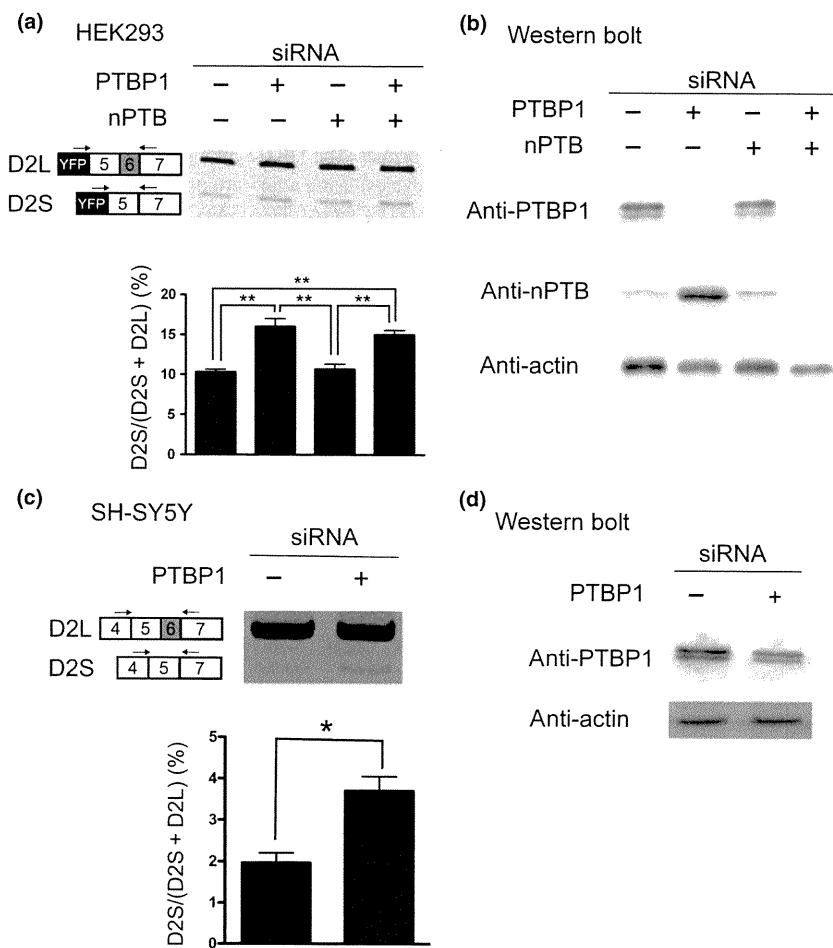 (a)
HEK293
siRNA
PTBP1 – + – +
nPTB – – + +
D2L YFP 5 6 7
D2S YFP 5 7
D2S/(D2S + D2L) (%)
20
15
10
5
0
**
** ** **
(b)
Western bolt
siRNA
PTBP1 – + – +
nPTB – – + +
Anti-PTBP1
Anti-nPTB
Anti-actin
(c)
SH-SY5Y
siRNA
PTBP1 – +
D2L 4 5 6 7
D2S 4 5 7
D2S/(D2S + D2L) (%)
5
4
3
2
1
0
*
(d)
Western bolt
siRNA
PTBP1 – +
Anti-PTBP1
Anti-actin